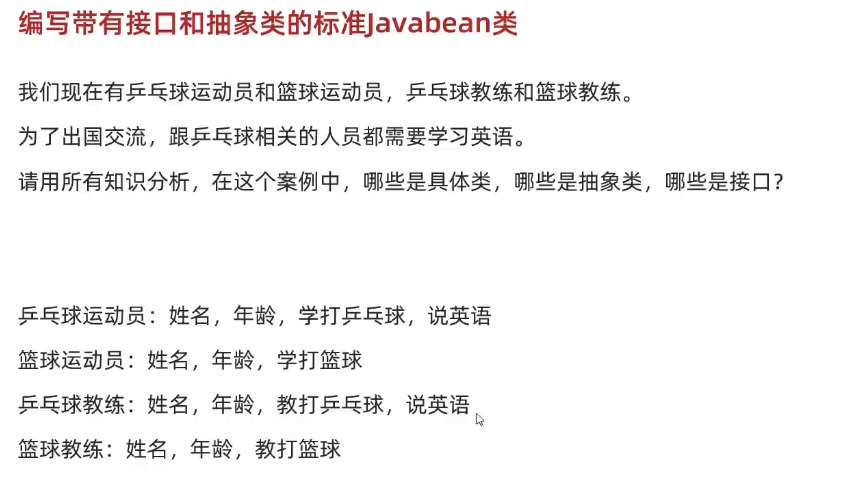 编写带有接口和抽象类的标准Javabean类
我们现在有乒乓球运动员和篮球运动员，乒乓球教练和篮球教练。
为了出国交流，跟乒乓球相关的人员都需要学习英语。
请用所有知识分析，在这个案例中，哪些是具体类，哪些是抽象类，哪些是接口？
乒乓球运动员：姓名，年龄，学打乒乓球，说英语
篮球运动员：姓名，年龄，学打篮球
乒乓球教练：姓名，年龄，教打乒乓球，说英语
篮球教练：姓名，年龄，教打篮球